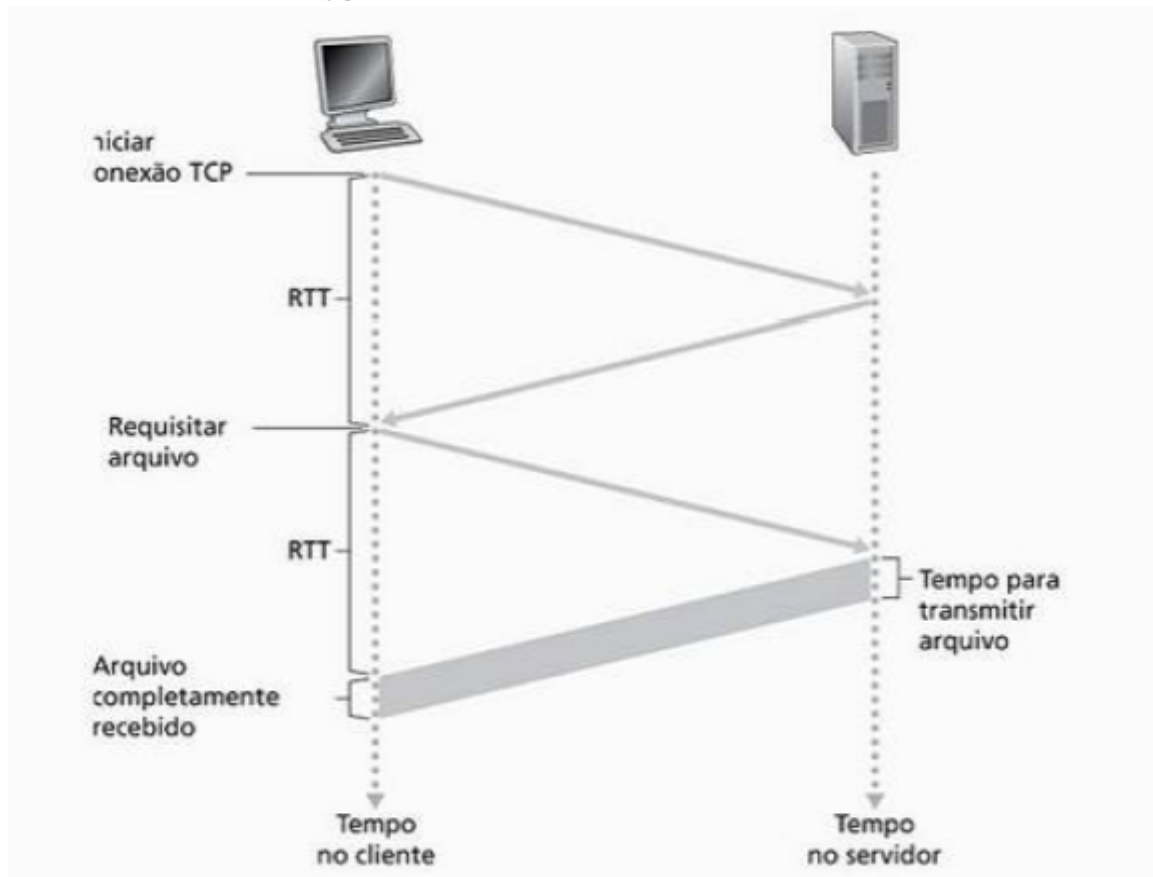 niciar
onexão TCP
RTT
Requisitar
arquivo
RTT
Tempo para
transmitir
arquivo
Arquivo
completamente
recebido
Tempo
no cliente
Tempo
no servidor